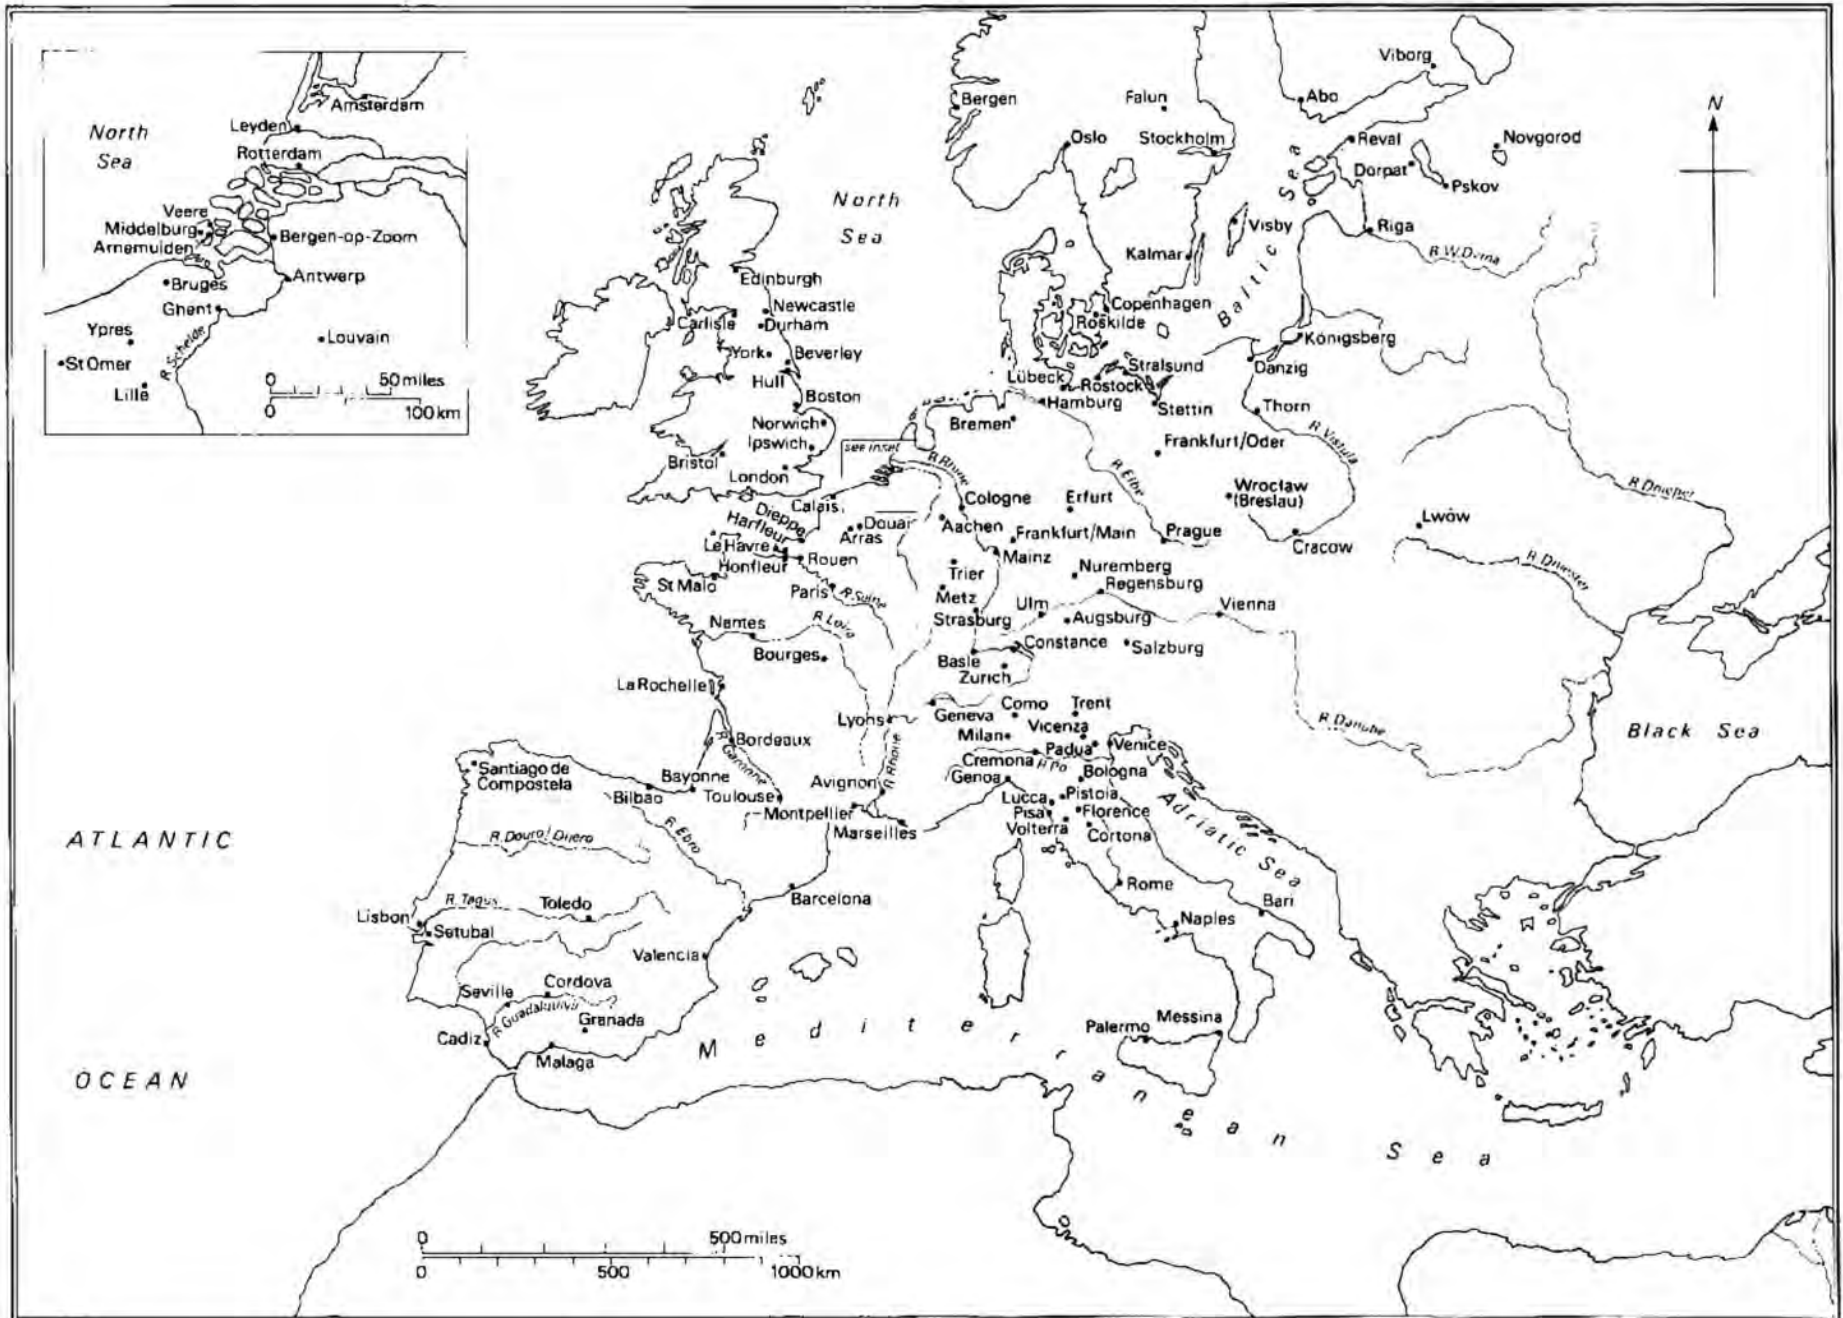 North
Sea
Amsterdam
Leyden
Rotterdam
Veere
Middelburg
Arnemuiden
Bergen-op-Zoom
Antwerp
Bruges
Ghent
Ypres
Louvain
St Omer
R. Schelde
Lille
0 50 miles
0 100 km
Viborg
Bergen
Falun
Abo
N
Oslo
Stockholm
Reval
Novgorod
Dorpat
Pskov
North
Sea
Baltic Sea
Visby
Riga
Kalmar
R. W. Dvina
Edinburgh
Newcastle
Carlisle
Durham
Copenhagen
Roskilde
Königsberg
York
Beverley
Hull
Stralsund
Danzig
Lübeck
Rostock
Boston
Hamburg
Stettin
Thorn
Norwich
Bremen
Ipswich
see inset
Frankfurt/Oder
R. Vistula
Bristol
London
R. Rhine
R. Elbe
Wrocław
(Breslau)
R. Dnieper
Calais
Cologne
Erfurt
Lwów
Dieppe
Harfleur
Douai
Arras
Aachen
Frankfurt/Main
Prague
Cracow
Le Havre
Rouen
Mainz
R. Dniester
Honfleur
Trier
Nuremberg
St Malo
Paris
R. Seine
Metz
Regensburg
Strasburg
Ulm
Augsburg
Vienna
Nantes
R. Loire
Bourges
Constance
Salzburg
Basle
Zurich
La Rochelle
Como
Trent
Lyons
Geneva
Vicenza
R. Danube
Black Sea
Milan
Padua
Venice
Bordeaux
R. Garonne
R. Rhone
Cremona
R. Po
Bologna
Santiago de
Compostela
Bayonne
Avignon
Genoa
Bilbao
Toulouse
Lucca
Pistoia
Montpellier
Pisa
Florence
Marseilles
Volterra
Cortona
Adriatic Sea
ATLANTIC
R. Douro/Duero
R. Ebro
Rome
Barcelona
Bari
R. Tagus
Toledo
Lisbon
Setubal
Naples
Valencia
Seville
Cordova
R. Guadalquivir
Granada
Cadiz
Malaga
Palermo
Messina
Mediterranean Sea
OCEAN
0 500 miles
0 500 1000 km